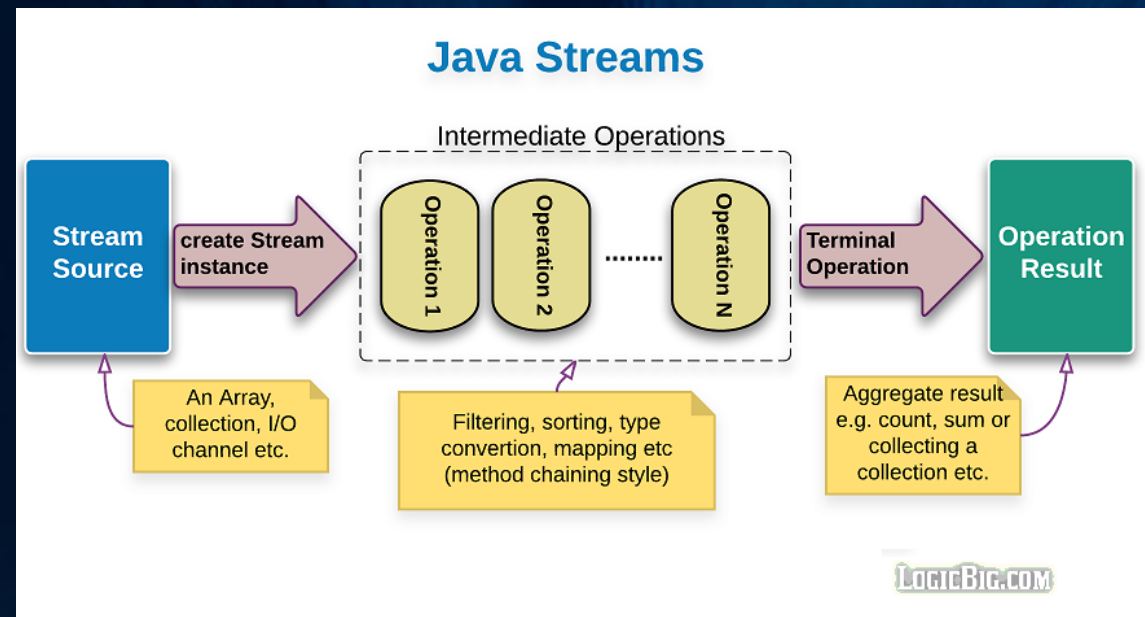 Java Streams
Intermediate Operations
Stream
Source
create Stream
instance
Operation 1
Operation 2
........
Operation N
Terminal
Operation
Operation
Result
An Array,
collection, I/O
channel etc.
Filtering, sorting, type
convertion, mapping etc
(method chaining style)
Aggregate result
e.g. count, sum or
collecting a
collection etc.
LogicBig.com